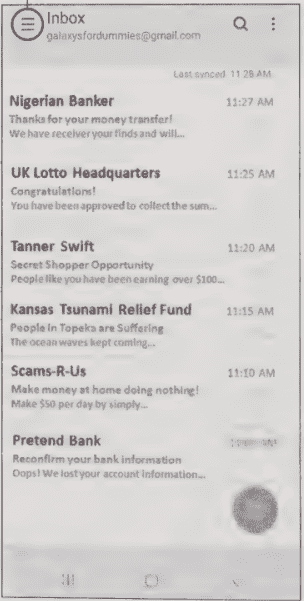 Inbox
galaxysfordummies@gmail.com
Last synced 11:28 AM
Nigerian Banker 11:27 AM
Thanks for your money transfer!
We have receiver your finds and will...
UK Lotto Headquarters 11:25 AM
Congratulations!
You have been approved to collect the sum...
Tanner Swift 11:20 AM
Secret Shopper Opportunity
People like you have been earning over $100...
Kansas Tsunami Relief Fund 11:15 AM
People in Topeka are Suffering
The ocean waves kept coming...
Scams-R-Us 11:10 AM
Make money at home doing nothing!
Make $50 per day by simply...
Pretend Bank
Reconfirm your bank information
Oops! We lost your account information...